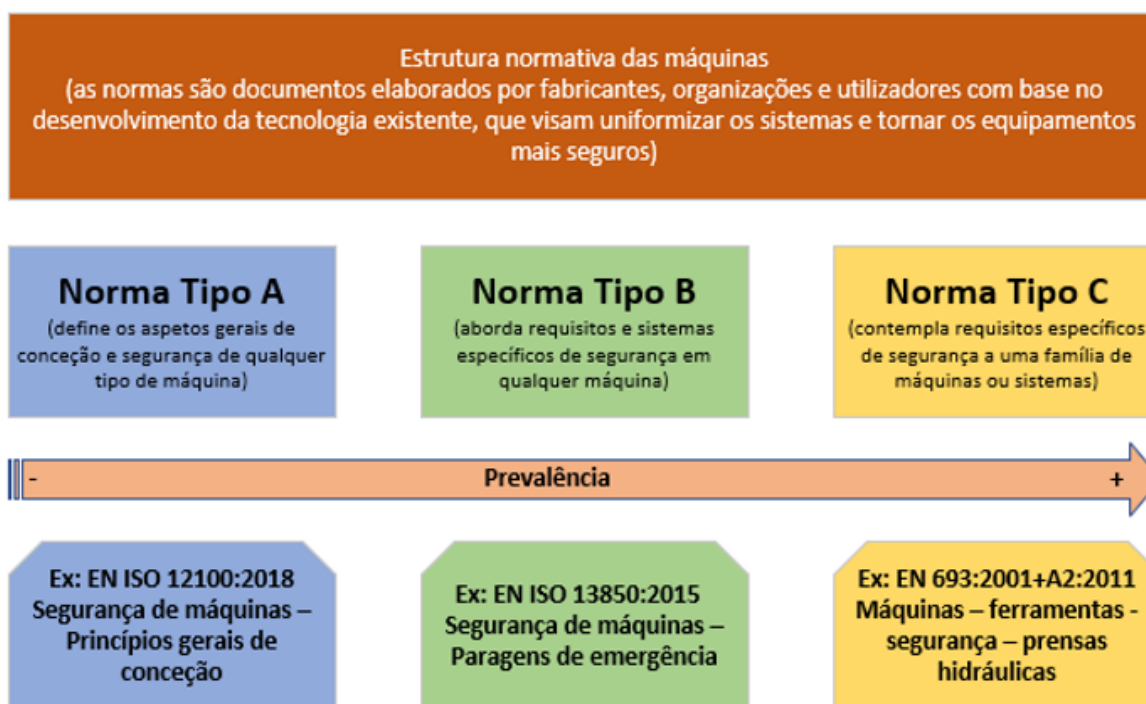 Estrutura normativa das máquinas
(as normas são documentos elaborados por fabricantes, organizações e utilizadores com base no
desenvolvimento da tecnologia existente, que visam uniformizar os sistemas e tornar os equipamentos
mais seguros)
Norma Tipo A
(define os aspetos gerais de
conceção e segurança de qualquer
tipo de máquina)
Norma Tipo B
(aborda requisitos e sistemas
específicos de segurança em
qualquer máquina)
Norma Tipo C
(contempla requisitos específicos
de segurança a uma família de
máquinas ou sistemas)
- Prevalência +
Ex: EN ISO 12100:2018
Segurança de máquinas –
Princípios gerais de
conceção
Ex: EN ISO 13850:2015
Segurança de máquinas –
Paragens de emergência
Ex: EN 693:2001+A2:2011
Máquinas – ferramentas -
segurança – prensas
hidráulicas